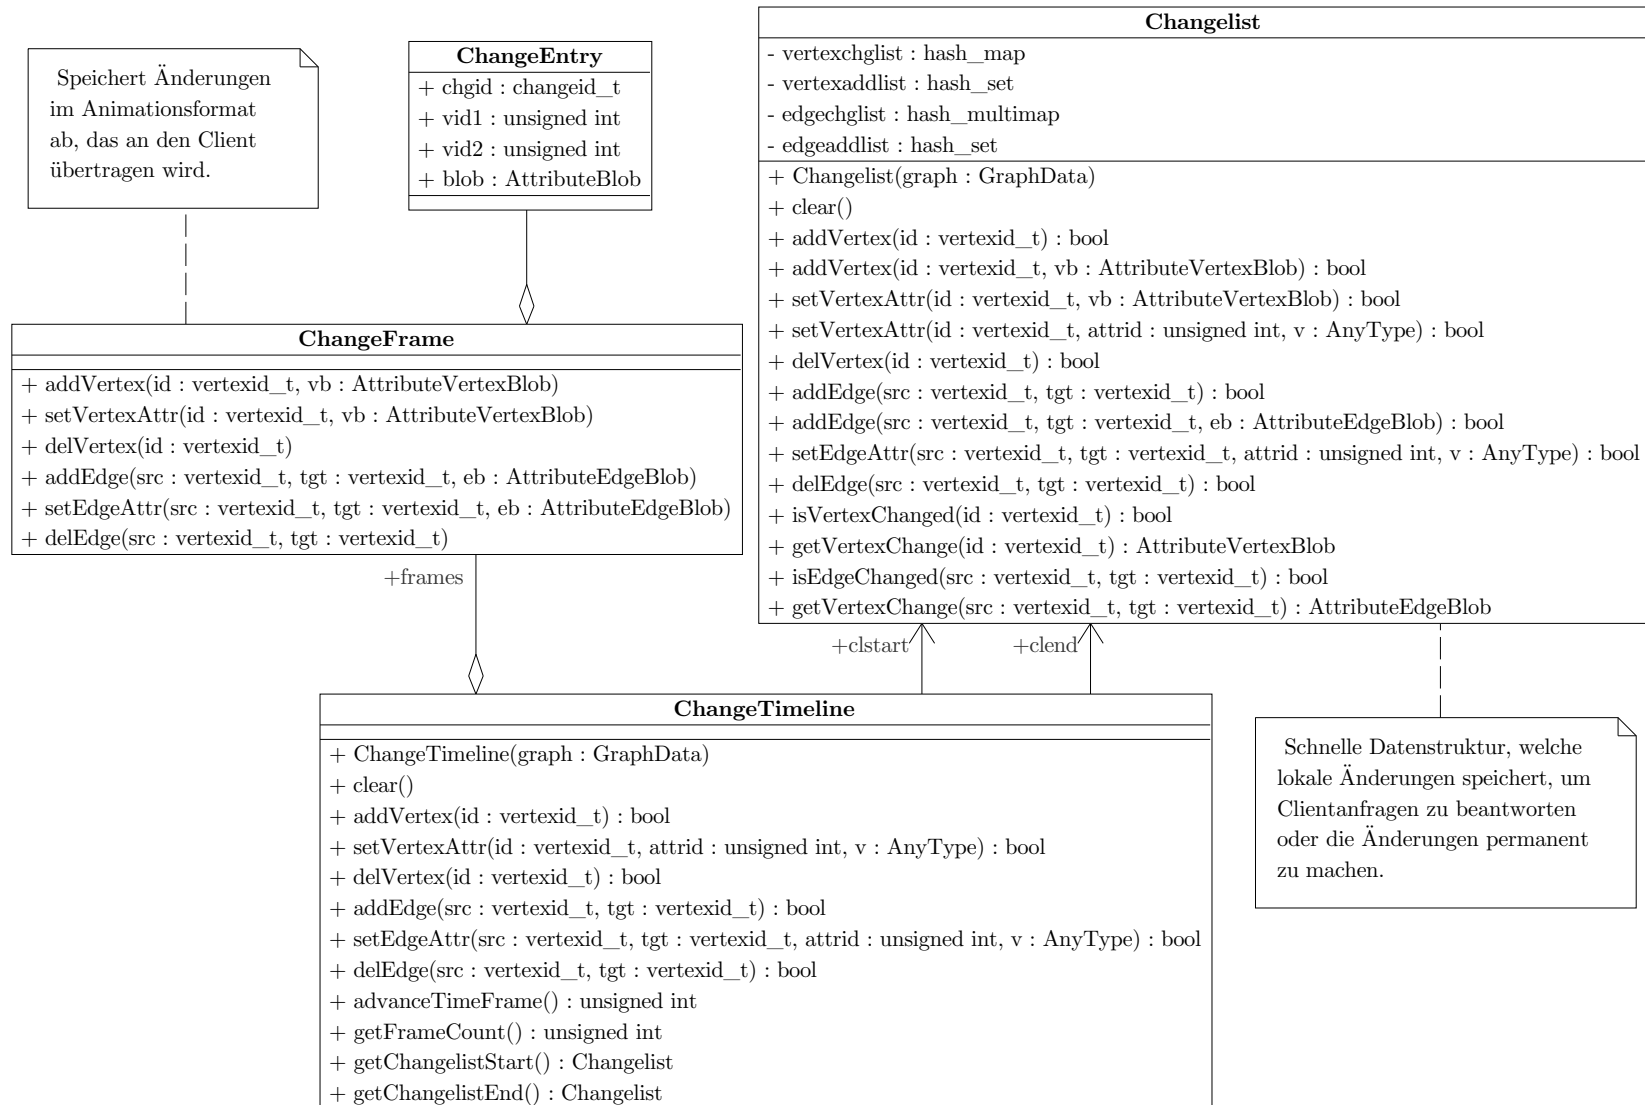 Speichert Änderungen
im Animationsformat
ab, das an den Client
übertragen wird.
ChangeEntry
+ chgid : changeid_t
+ vid1 : unsigned int
+ vid2 : unsigned int
+ blob : AttributeBlob
Changelist
- vertexchglist : hash_map
- vertexaddlist : hash_set
- edgechglist : hash_multimap
- edgeaddlist : hash_set
+ Changelist(graph : GraphData)
+ clear()
+ addVertex(id : vertexid_t) : bool
+ addVertex(id : vertexid_t, vb : AttributeVertexBlob) : bool
+ setVertexAttr(id : vertexid_t, vb : AttributeVertexBlob) : bool
+ setVertexAttr(id : vertexid_t, attrid : unsigned int, v : AnyType) : bool
+ delVertex(id : vertexid_t) : bool
+ addEdge(src : vertexid_t, tgt : vertexid_t) : bool
+ addEdge(src : vertexid_t, tgt : vertexid_t, eb : AttributeEdgeBlob) : bool
+ setEdgeAttr(src : vertexid_t, tgt : vertexid_t, attrid : unsigned int, v : AnyType) : bool
+ delEdge(src : vertexid_t, tgt : vertexid_t) : bool
+ isVertexChanged(id : vertexid_t) : bool
+ getVertexChange(id : vertexid_t) : AttributeVertexBlob
+ isEdgeChanged(src : vertexid_t, tgt : vertexid_t) : bool
+ getVertexChange(src : vertexid_t, tgt : vertexid_t) : AttributeEdgeBlob
ChangeFrame
+ addVertex(id : vertexid_t, vb : AttributeVertexBlob)
+ setVertexAttr(id : vertexid_t, vb : AttributeVertexBlob)
+ delVertex(id : vertexid_t)
+ addEdge(src : vertexid_t, tgt : vertexid_t, eb : AttributeEdgeBlob)
+ setEdgeAttr(src : vertexid_t, tgt : vertexid_t, eb : AttributeEdgeBlob)
+ delEdge(src : vertexid_t, tgt : vertexid_t)
+frames
+clstart
+clend
ChangeTimeline
+ ChangeTimeline(graph : GraphData)
+ clear()
+ addVertex(id : vertexid_t) : bool
+ setVertexAttr(id : vertexid_t, attrid : unsigned int, v : AnyType) : bool
+ delVertex(id : vertexid_t) : bool
+ addEdge(src : vertexid_t, tgt : vertexid_t) : bool
+ setEdgeAttr(src : vertexid_t, tgt : vertexid_t, attrid : unsigned int, v : AnyType) : bool
+ delEdge(src : vertexid_t, tgt : vertexid_t) : bool
+ advanceTimeFrame() : unsigned int
+ getFrameCount() : unsigned int
+ getChangelistStart() : Changelist
+ getChangelistEnd() : Changelist
Schnelle Datenstruktur, welche
lokale Änderungen speichert, um
Clientanfragen zu beantworten
oder die Änderungen permanent
zu machen.